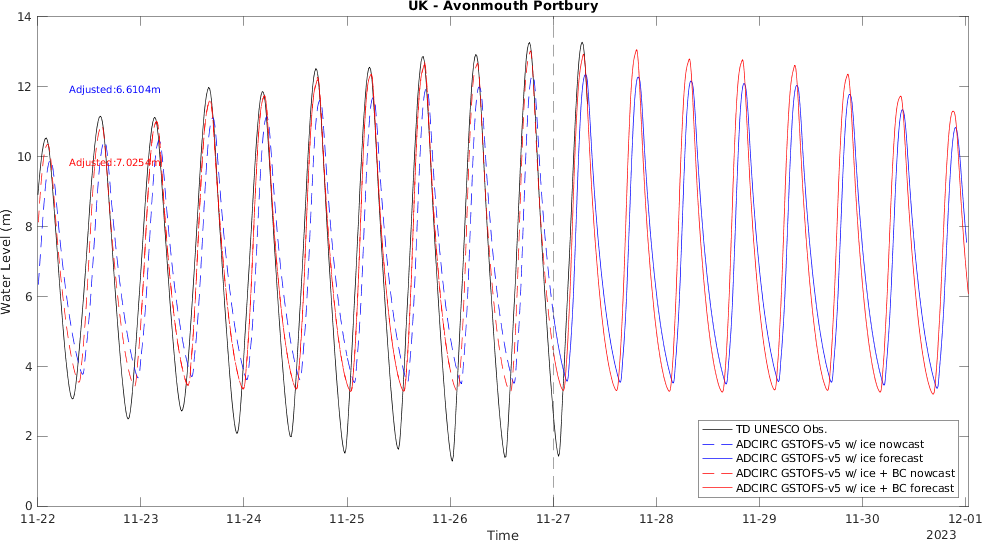 UK - Avonmouth Portbury
14
12
10
8
6
4
2
0
Water Level (m)
Adjusted:6.6104m
Adjusted:7.0254m
TD UNESCO Obs.
ADCIRC GSTOFS-v5 w/ ice nowcast
ADCIRC GSTOFS-v5 w/ ice forecast
ADCIRC GSTOFS-v5 w/ ice + BC nowcast
ADCIRC GSTOFS-v5 w/ ice + BC forecast
11-22 11-23 11-24 11-25 11-26 11-27 11-28 11-29 11-30 12-01
Time
2023